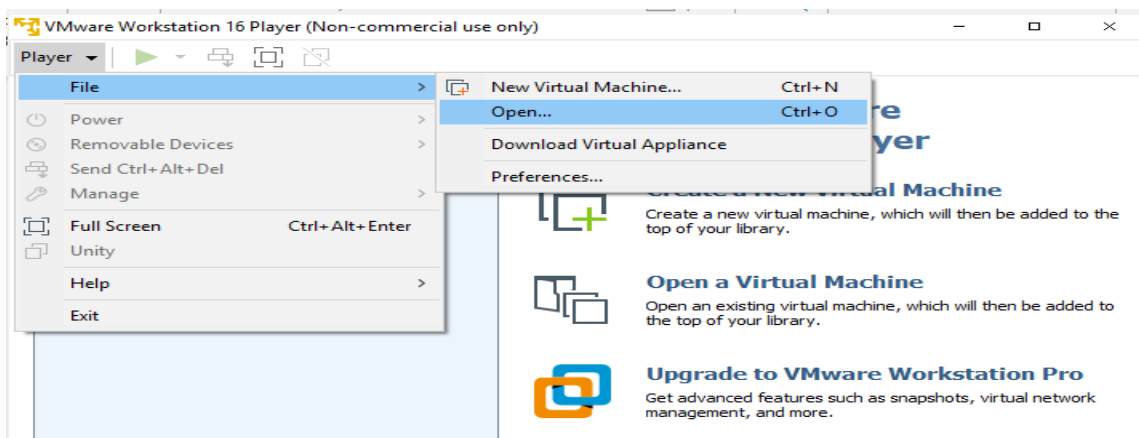 VMware Workstation 16 Player (Non-commercial use only)
Player
File
New Virtual Machine... Ctrl+N
Open... Ctrl+O
Download Virtual Appliance
Preferences...
Power
Removable Devices
Send Ctrl+Alt+Del
Manage
Full Screen Ctrl+Alt+Enter
Unity
Help
Exit
re
yer
Create a New Virtual Machine
Create a new virtual machine, which will then be added to the
top of your library.
Open a Virtual Machine
Open an existing virtual machine, which will then be added to
the top of your library.
Upgrade to VMware Workstation Pro
Get advanced features such as snapshots, virtual network
management, and more.